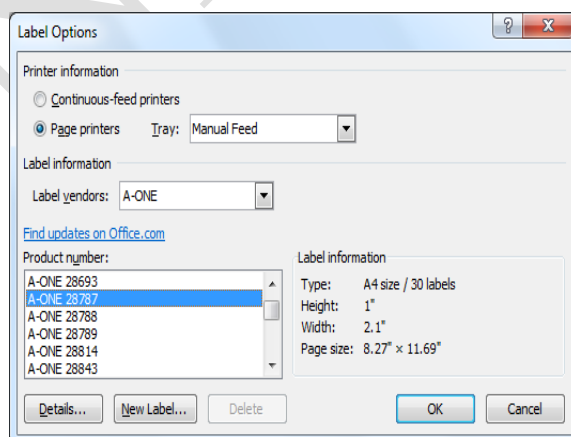 Label Options
Printer information
Continuous-feed printers
Page printers Tray: Manual Feed
Label information
Label vendors: A-ONE
Find updates on Office.com
Product number:
A-ONE 28693
A-ONE 28787
A-ONE 28788
A-ONE 28789
A-ONE 28814
A-ONE 28843
Label information
Type: A4 size / 30 labels
Height: 1"
Width: 2.1"
Page size: 8.27" × 11.69"
Details... New Label... Delete OK Cancel